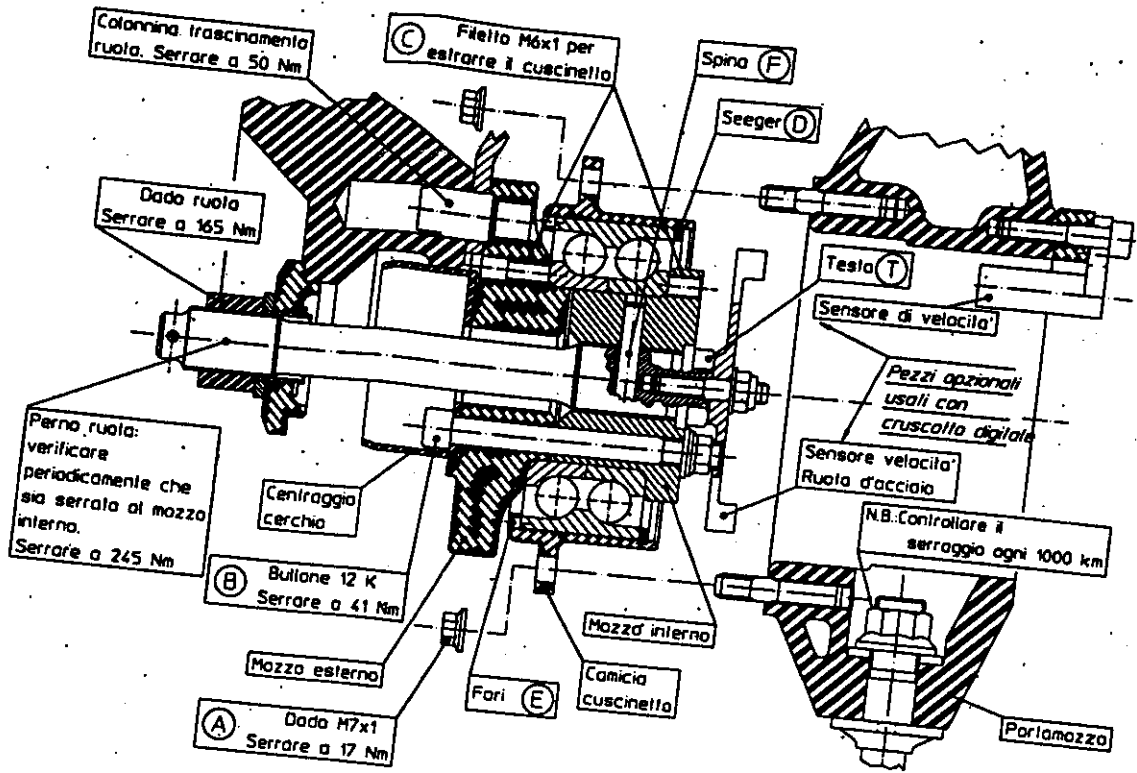 Colonnina trascinamento
ruota. Serrare a 50 Nm
C
Filetto M6x1 per
estrarre il cuscinetto
Spina F
Seeger D
Dado ruota
Serrare a 165 Nm
Testa T
Sensore di velocita'
Pezzi opzionali
usati con
cruscotto digitale
Perno ruota:
verificare
periodicamente che
sia serrato al mozzo
interno.
Serrare a 245 Nm
Centraggio
cerchio
Sensore velocita'
Ruota d'acciaio
N.B.:Controllare il
serraggio ogni 1000 km
B
Bullone 12 K
Serrare a 41 Nm
Mozzo interno
Mozzo esterno
Fori E
Camicia
cuscinetto
A
Dado M7x1
Serrare a 17 Nm
Portamozzo